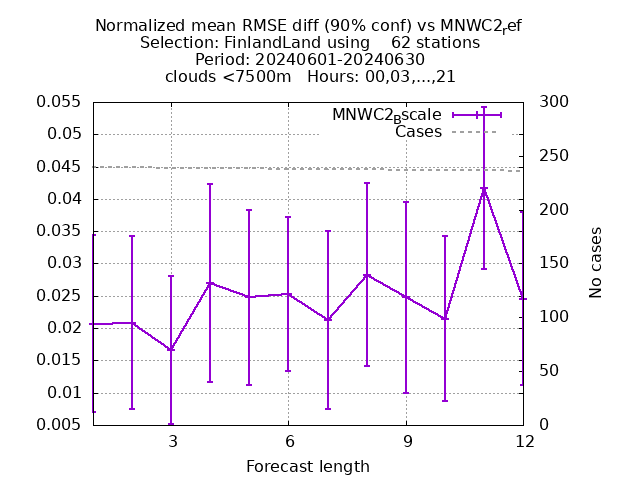 Normalized mean RMSE diff (90% conf) vs MNWC2_ref
Selection: FinlandLand using    62 stations
Period: 20240601-20240630
clouds <7500m   Hours: 00,03,...,21
MNWC2_Bscale
Cases
0.055
0.05
0.045
0.04
0.035
0.03
0.025
0.02
0.015
0.01
0.005
300
250
200
150
100
50
0
No cases
3 6 9 12
Forecast length